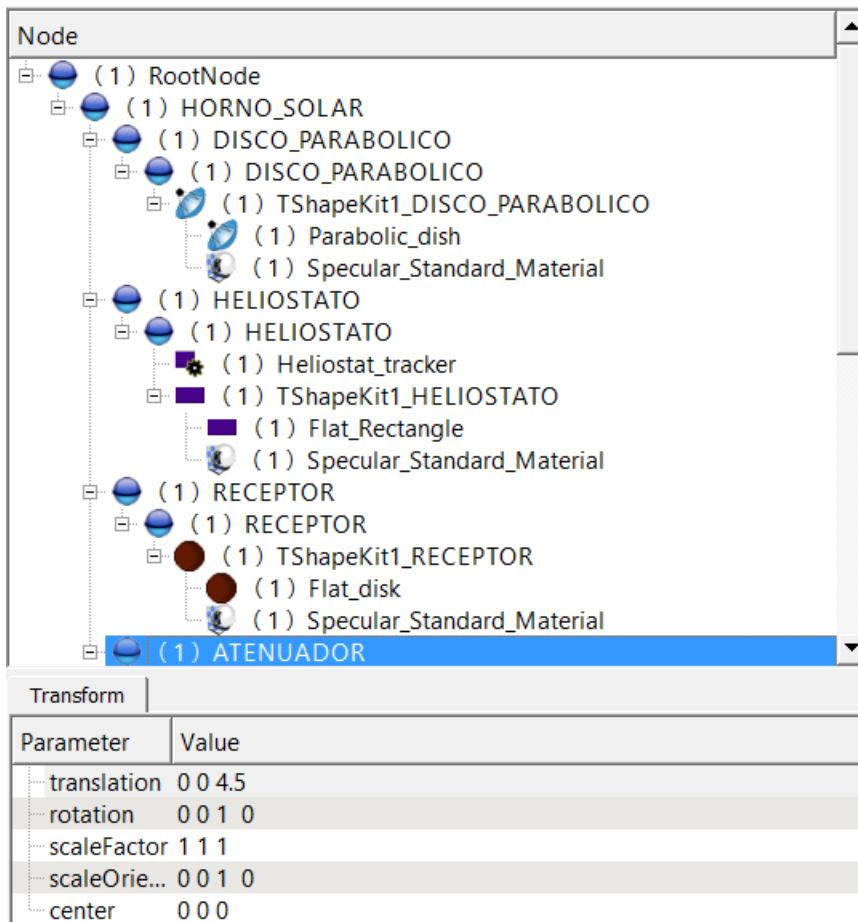 Node
(1) RootNode
(1) HORNO_SOLAR
(1) DISCO_PARABOLICO
(1) DISCO_PARABOLICO
(1) TShapeKit1_DISCO_PARABOLICO
(1) Parabolic_dish
(1) Specular_Standard_Material
(1) HELIOSTATO
(1) HELIOSTATO
(1) Heliostat_tracker
(1) TShapeKit1_HELIOSTATO
(1) Flat_Rectangle
(1) Specular_Standard_Material
(1) RECEPTOR
(1) RECEPTOR
(1) TShapeKit1_RECEPTOR
(1) Flat_disk
(1) Specular_Standard_Material
(1) ATENUADOR
Transform
Parameter Value
translation 0 0 4.5
rotation 0 0 1 0
scaleFactor 1 1 1
scaleOrie... 0 0 1 0
center 0 0 0